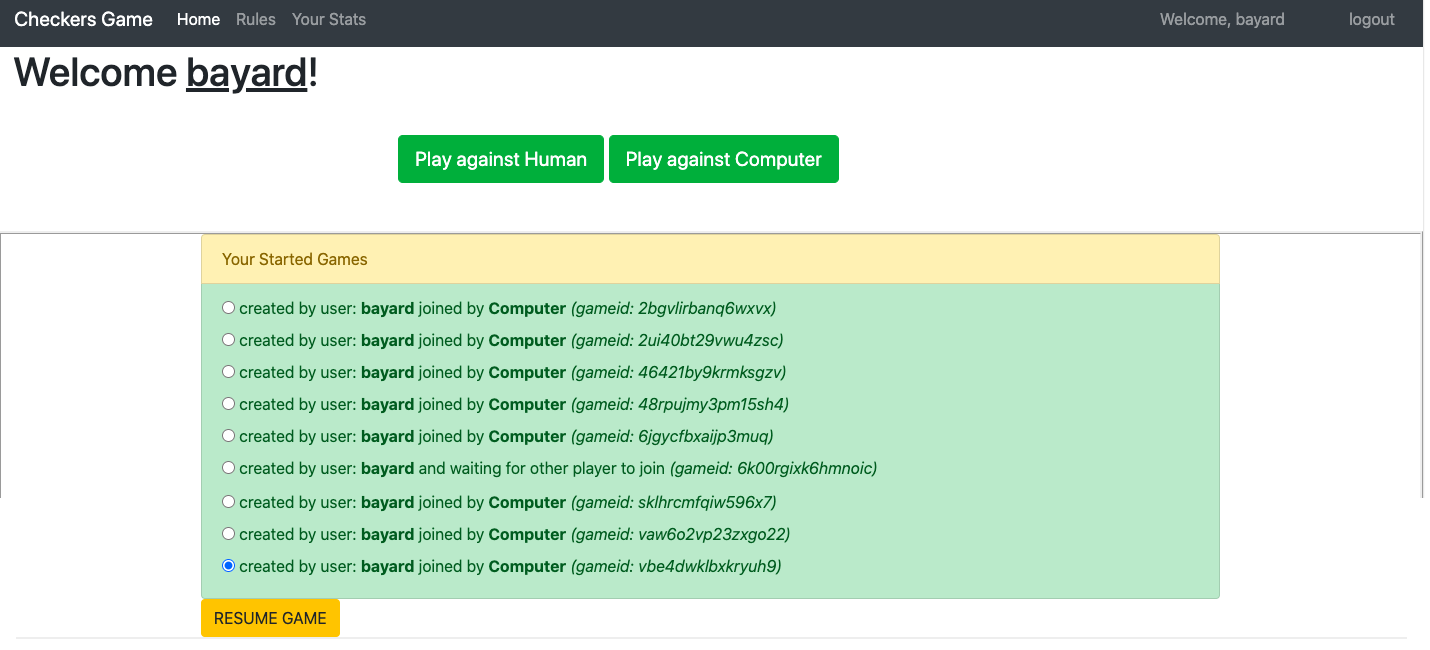 Checkers Game Home Rules Your Stats Welcome, bayard logout
Welcome bayard!
Play against Human Play against Computer
Your Started Games
created by user: bayard joined by Computer (gameid: 2bgvlirbanq6wxvx)
created by user: bayard joined by Computer (gameid: 2ui40bt29vwu4zsc)
created by user: bayard joined by Computer (gameid: 46421by9krmksgzv)
created by user: bayard joined by Computer (gameid: 48rpujmy3pm15sh4)
created by user: bayard joined by Computer (gameid: 6jgycfbxaijp3muq)
created by user: bayard and waiting for other player to join (gameid: 6k00rgixk6hmnoic)
created by user: bayard joined by Computer (gameid: sklhrcmfqiw596x7)
created by user: bayard joined by Computer (gameid: vaw6o2vp23zxgo22)
created by user: bayard joined by Computer (gameid: vbe4dwklbxkryuh9)
RESUME GAME